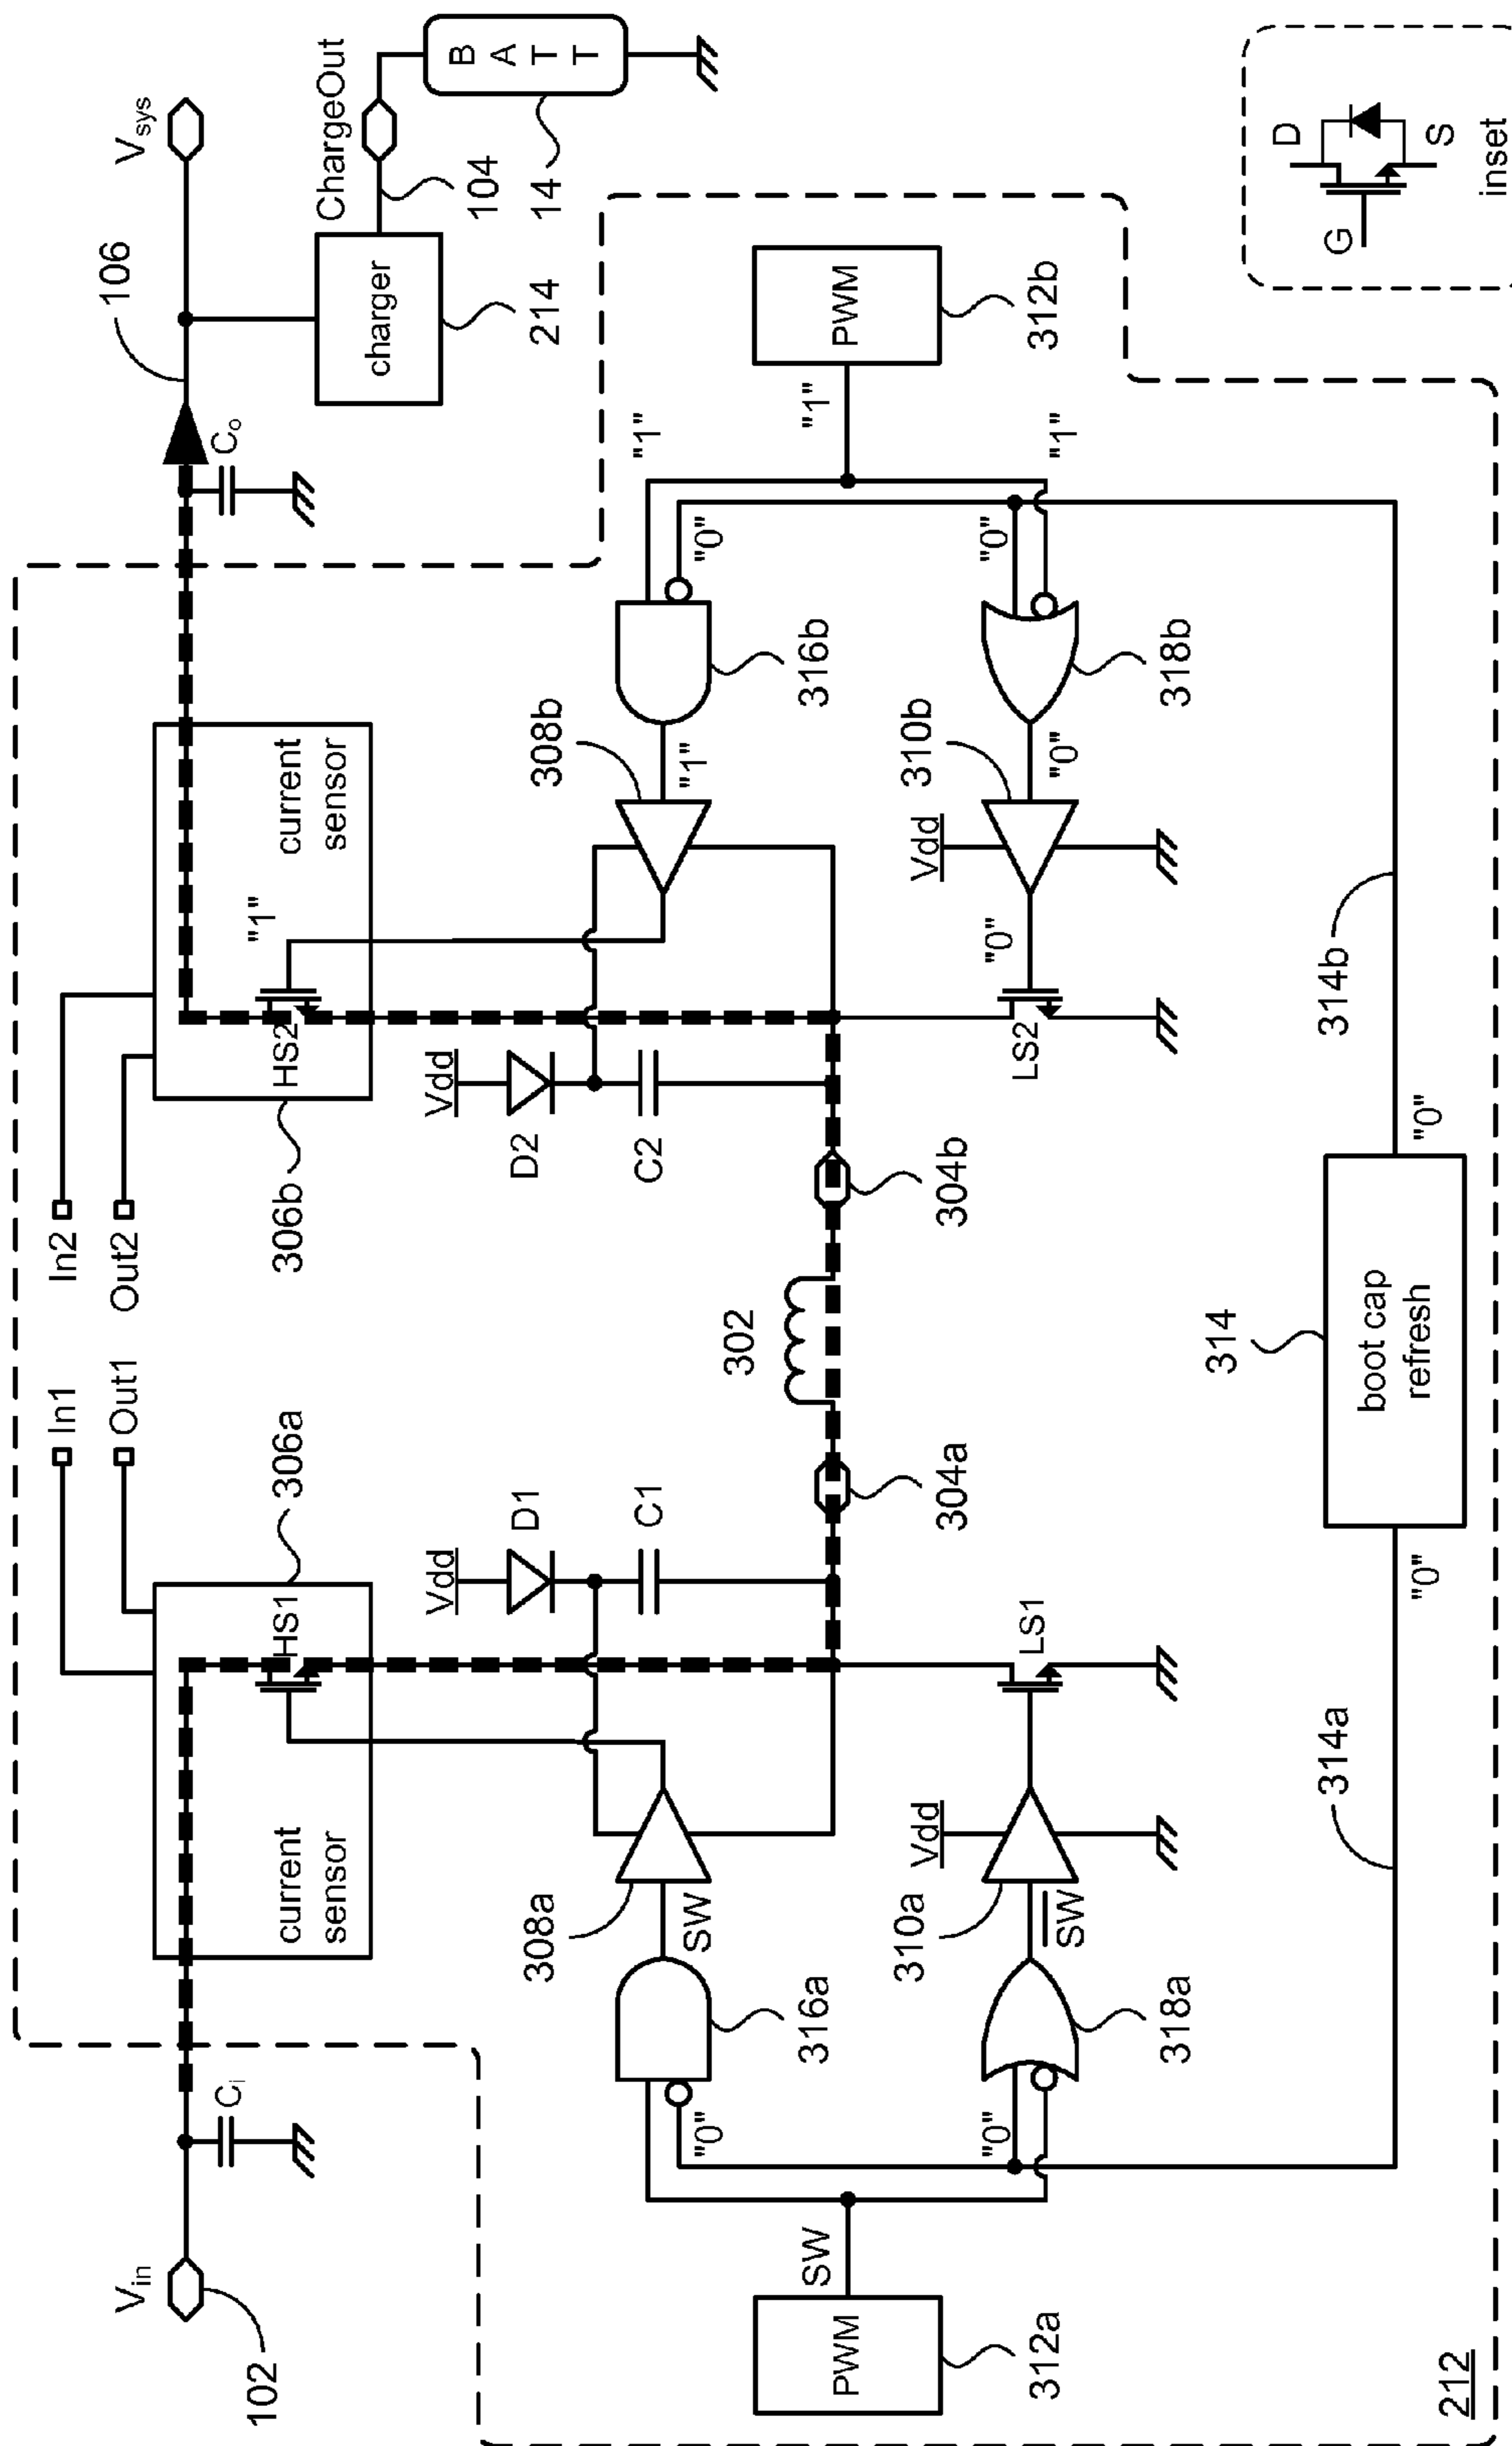 V_in
102
C_i
In1
Out1
306a
current
sensor
HS1
In2
Out2
306b
HS2
current
sensor
"1"
C_o
106
V_sys
charger
214
ChargeOut
104
14
B
A
T
T
Vdd
D1
C1
Vdd
D2
C2
308a
SW
316a
"0"
308b
"1"
316b
"0"
"1"
304a
302
304b
PWM
312a
SW
PWM
312b
"1"
"1"
Vdd
310a
SW
318a
"0"
LS1
Vdd
310b
"0"
"0"
318b
"0"
LS2
314a
"0"
boot cap
refresh
314
"0"
314b
212
D
G
S
inset